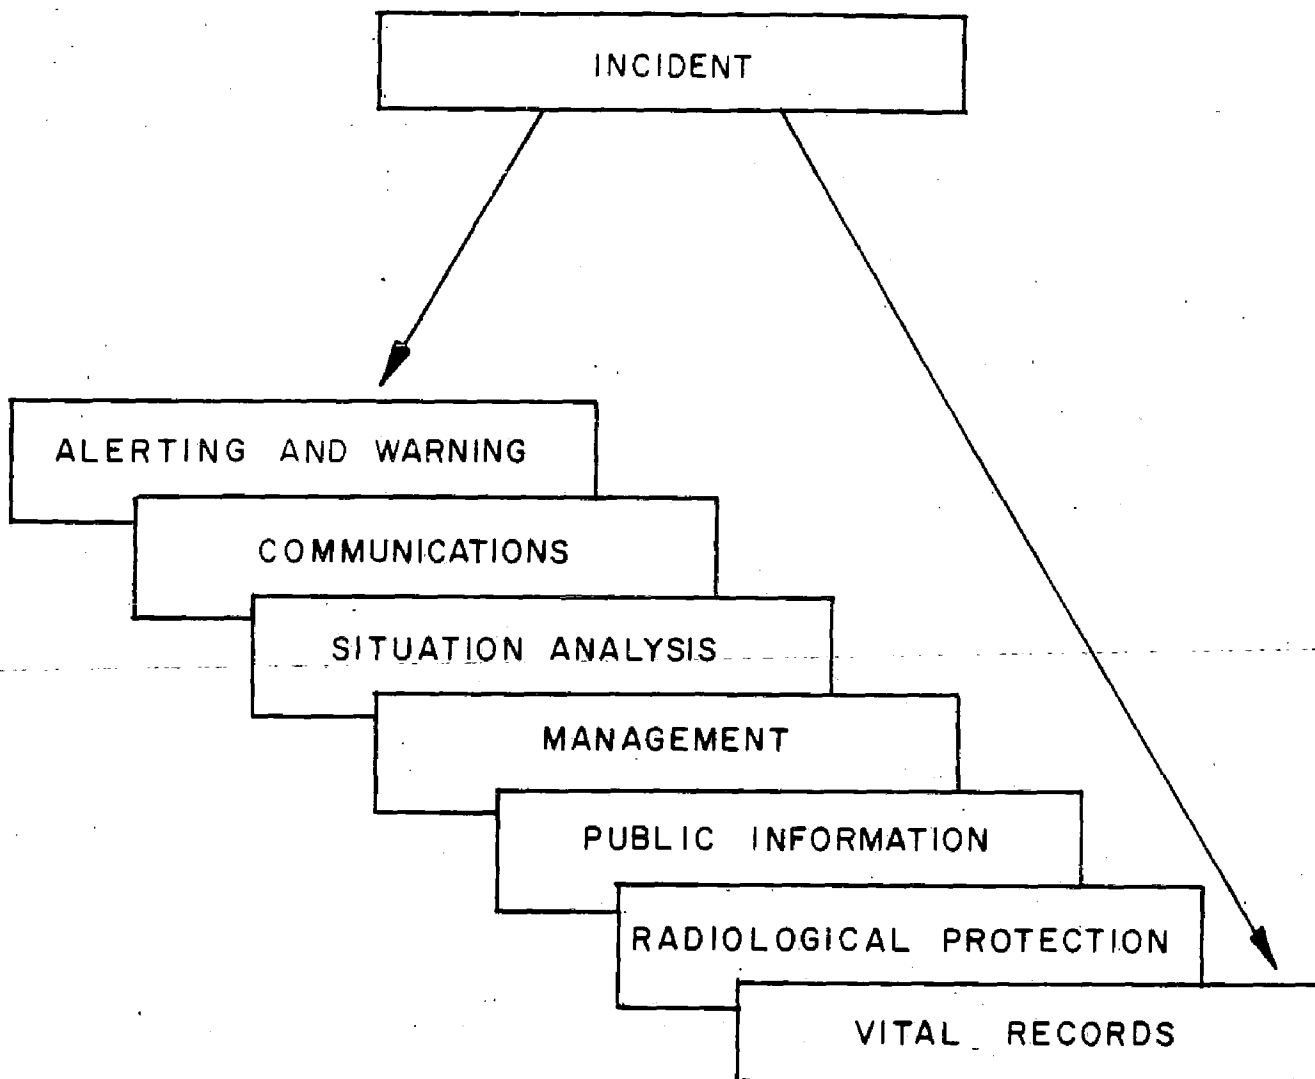 INCIDENT
ALERTING AND WARNING
COMMUNICATIONS
SITUATION ANALYSIS
MANAGEMENT
PUBLIC INFORMATION
RADIOLOGICAL PROTECTION
VITAL RECORDS